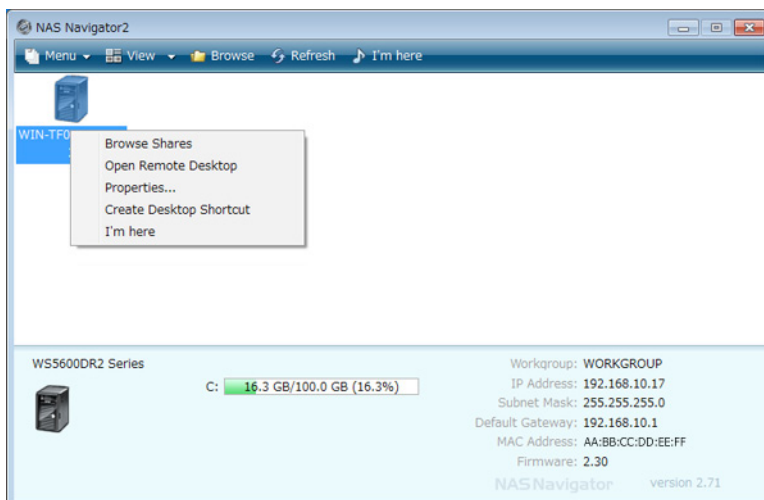 NAS Navigator2
Menu View Browse Refresh I'm here
WIN-TF0
Browse Shares
Open Remote Desktop
Properties...
Create Desktop Shortcut
I'm here
WS5600DR2 Series
C: 16.3 GB/100.0 GB (16.3%)
Workgroup: WORKGROUP
IP Address: 192.168.10.17
Subnet Mask: 255.255.255.0
Default Gateway: 192.168.10.1
MAC Address: AA:BB:CC:DD:EE:FF
Firmware: 2.30
NAS Navigator version 2.71